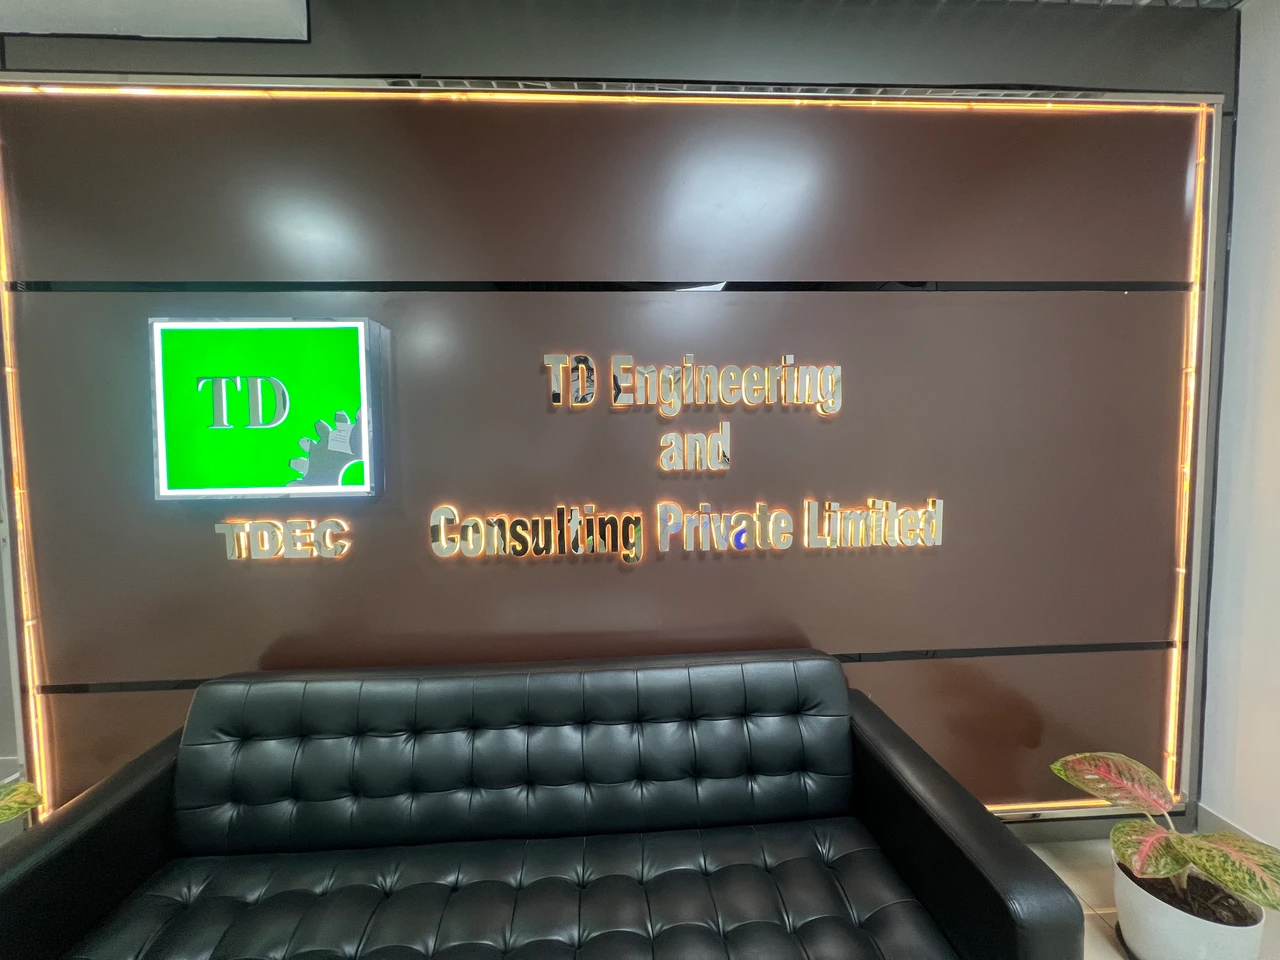 TD
TDEC
TD Engineering
and
Consulting Private Limited